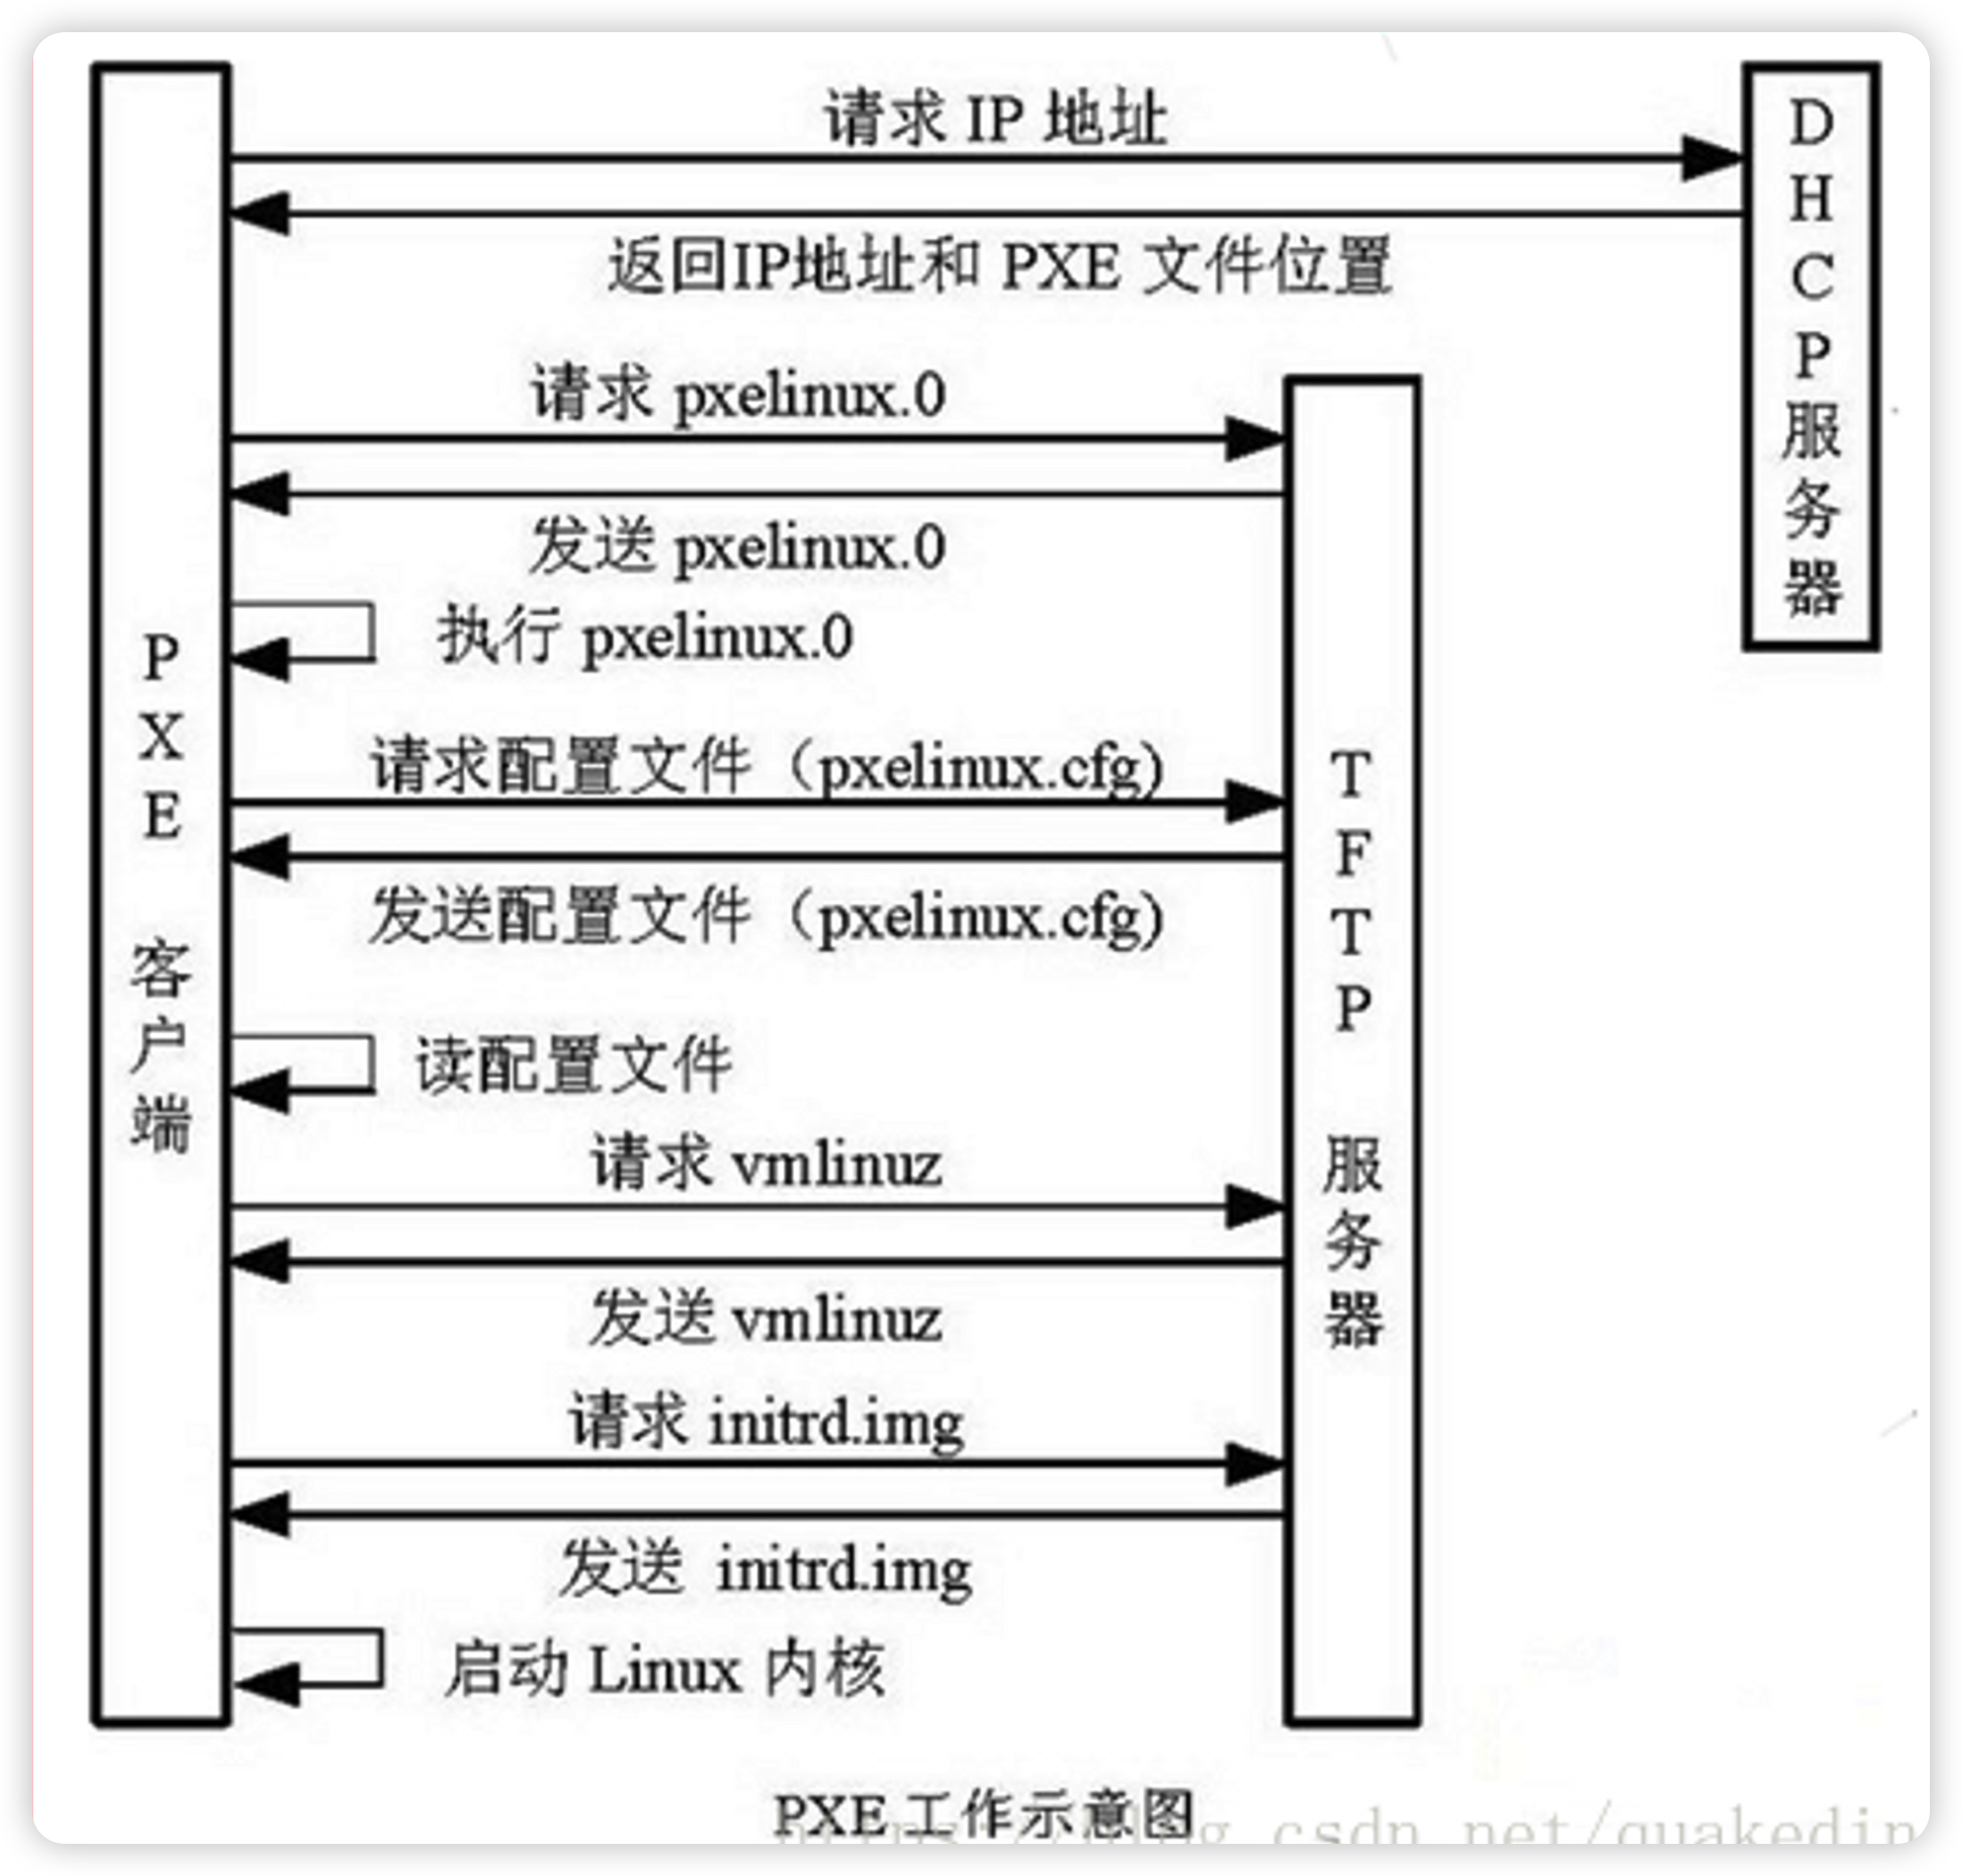 请求 IP 地址
返回IP地址和 PXE 文件位置
DHCP服务器
请求 pxelinux.0
发送 pxelinux.0
执行 pxelinux.0
请求配置文件（pxelinux.cfg)
发送配置文件（pxelinux.cfg)
PXE 客户端
TFTP 服务器
读配置文件
请求 vmlinuz
发送 vmlinuz
请求 initrd.img
发送 initrd.img
启动 Linux 内核
PXE 工作示意图
csdn.net/quakedin